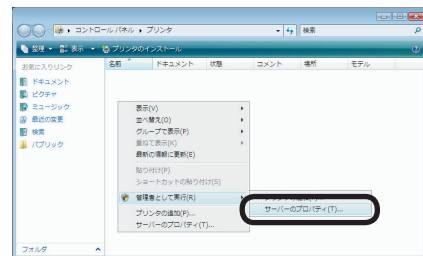 コントロール パネル ▸ プリンタ
検索
整理 表示 プリンタのインストール
お気に入りリンク
名前 ドキュメント 状態 コメント 場所 モデル
ドキュメント
ピクチャ
ミュージック
最近の変更
検索
パブリック
表示(V)
並べ替え(O)
グループで表示(P)
重ねて表示(K)
最新の情報に更新(E)
貼り付け(P)
ショートカットの貼り付け(S)
管理者として実行(R)
サーバーのプロパティ(T)...
プリンタの追加(P)...
サーバーのプロパティ(T)...
フォルダ